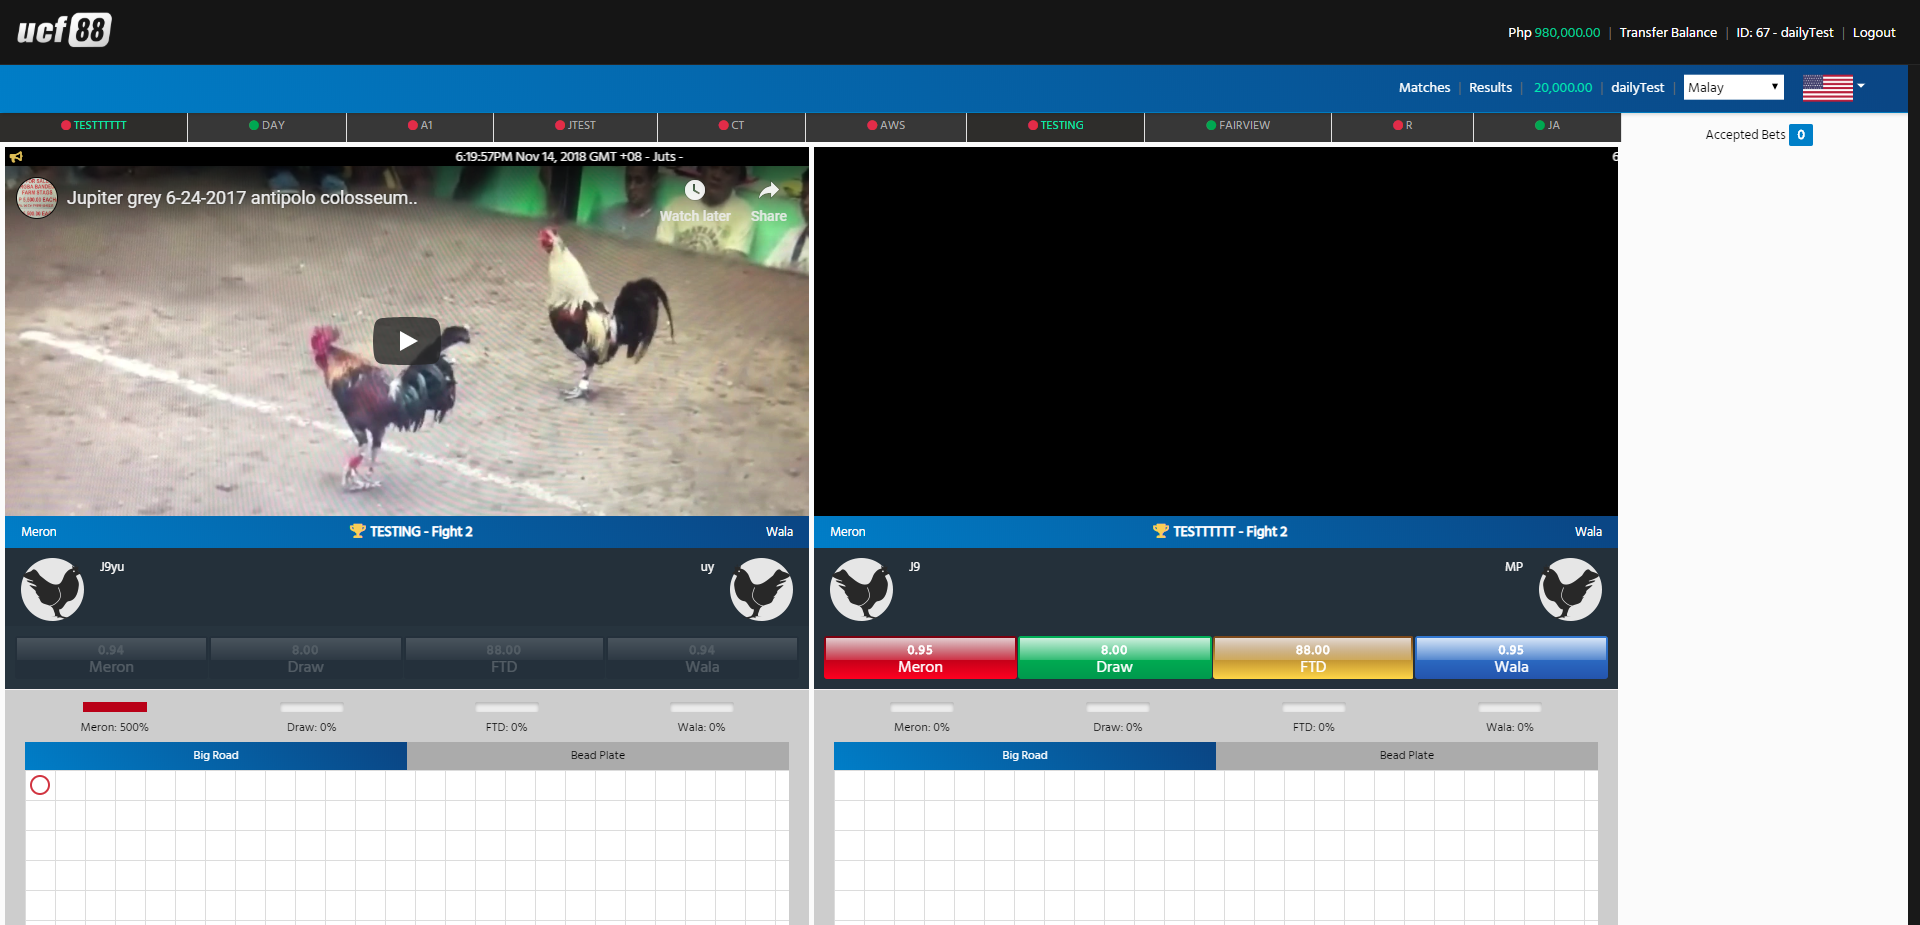 ucf 88
Php 980,000.00 | Transfer Balance | ID: 67 - dailyTest | Logout
Matches | Results | 20,000.00 | dailyTest | Malay
TESTTTTTT
DAY
A1
JTEST
CT
AWS
TESTING
FAIRVIEW
R
JA
Accepted Bets 0
6:19:57PM Nov 14, 2018 GMT +08 - Juts -
6
Jupiter grey 6-24-2017 antipolo colosseum..
Watch later
Share
Meron
TESTING - Fight 2
Wala
J9yu
uy
0.94
Meron
8.00
Draw
88.00
FTD
0.94
Wala
Meron: 500%
Draw: 0%
FTD: 0%
Wala: 0%
Big Road
Bead Plate
Meron
TESTTTTTT - Fight 2
Wala
J9
MP
0.95
Meron
8.00
Draw
88.00
FTD
0.95
Wala
Meron: 0%
Draw: 0%
FTD: 0%
Wala: 0%
Big Road
Bead Plate